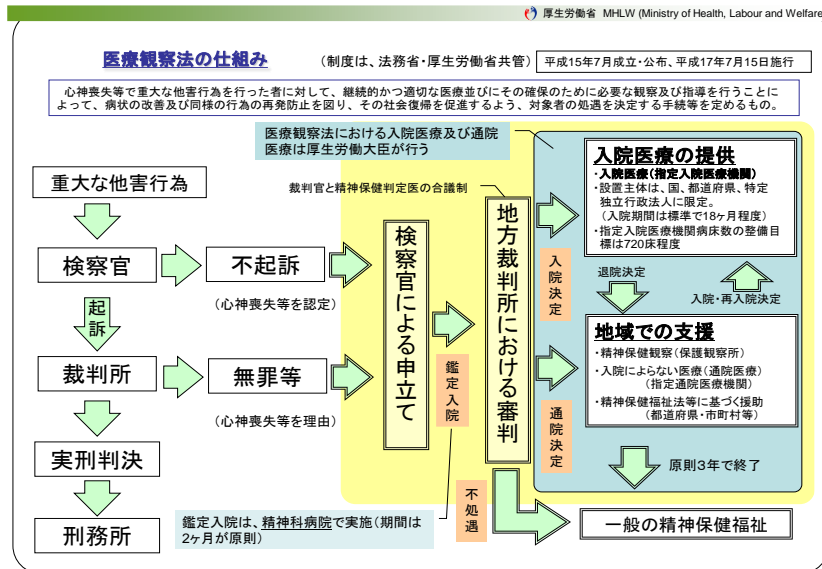 厚生労働省 MHLW (Ministry of Health, Labour and Welfare
医療観察法の仕組み
(制度は、法務省・厚生労働省共管)
平成15年7月成立・公布、平成17年7月15日施行
心神喪失等で重大な他害行為を行った者に対して、継続的かつ適切な医療並びにその確保のために必要な観察及び指導を行うことに
よって、病状の改善及び同様の行為の再発防止を図り、その社会復帰を促進するよう、対象者の処遇を決定する手続等を定めるもの。
医療観察法における入院医療及び通院
医療は厚生労働大臣が行う
重大な他害行為
検察官
不起訴
(心神喪失等を認定)
起訴
裁判所
無罪等
(心神喪失等を理由)
実刑判決
刑務所
検察官による申立て
鑑定入院
裁判官と精神保健判定医の合議制
地方裁判所における審判
入院決定
通院決定
不処遇
入院医療の提供
・入院医療(指定入院医療機関)
・設置主体は、国、都道府県、特定
独立行政法人に限定。
(入院期間は標準で18ヶ月程度)
・指定入院医療機関病床数の整備目
標は720床程度
退院決定
入院・再入院決定
地域での支援
・精神保健観察(保護観察所)
・入院によらない医療(通院医療)
(指定通院医療機関)
・精神保健福祉法等に基づく援助
(都道府県・市町村等)
原則3年で終了
一般の精神保健福祉
鑑定入院は、精神科病院で実施(期間は
2ヶ月が原則)